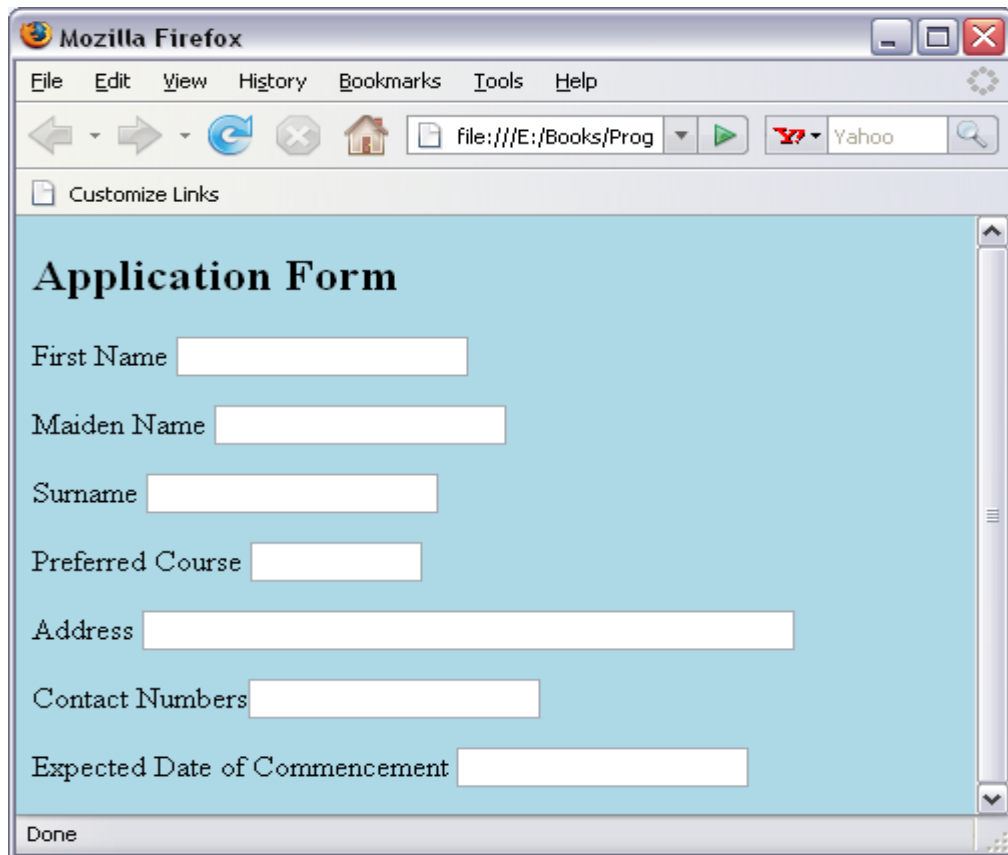 Mozilla Firefox
File Edit View History Bookmarks Tools Help
file:///E:/Books/Prog Y? Yahoo
Customize Links
Application Form
First Name
Maiden Name
Surname
Preferred Course
Address
Contact Numbers
Expected Date of Commencement
Done